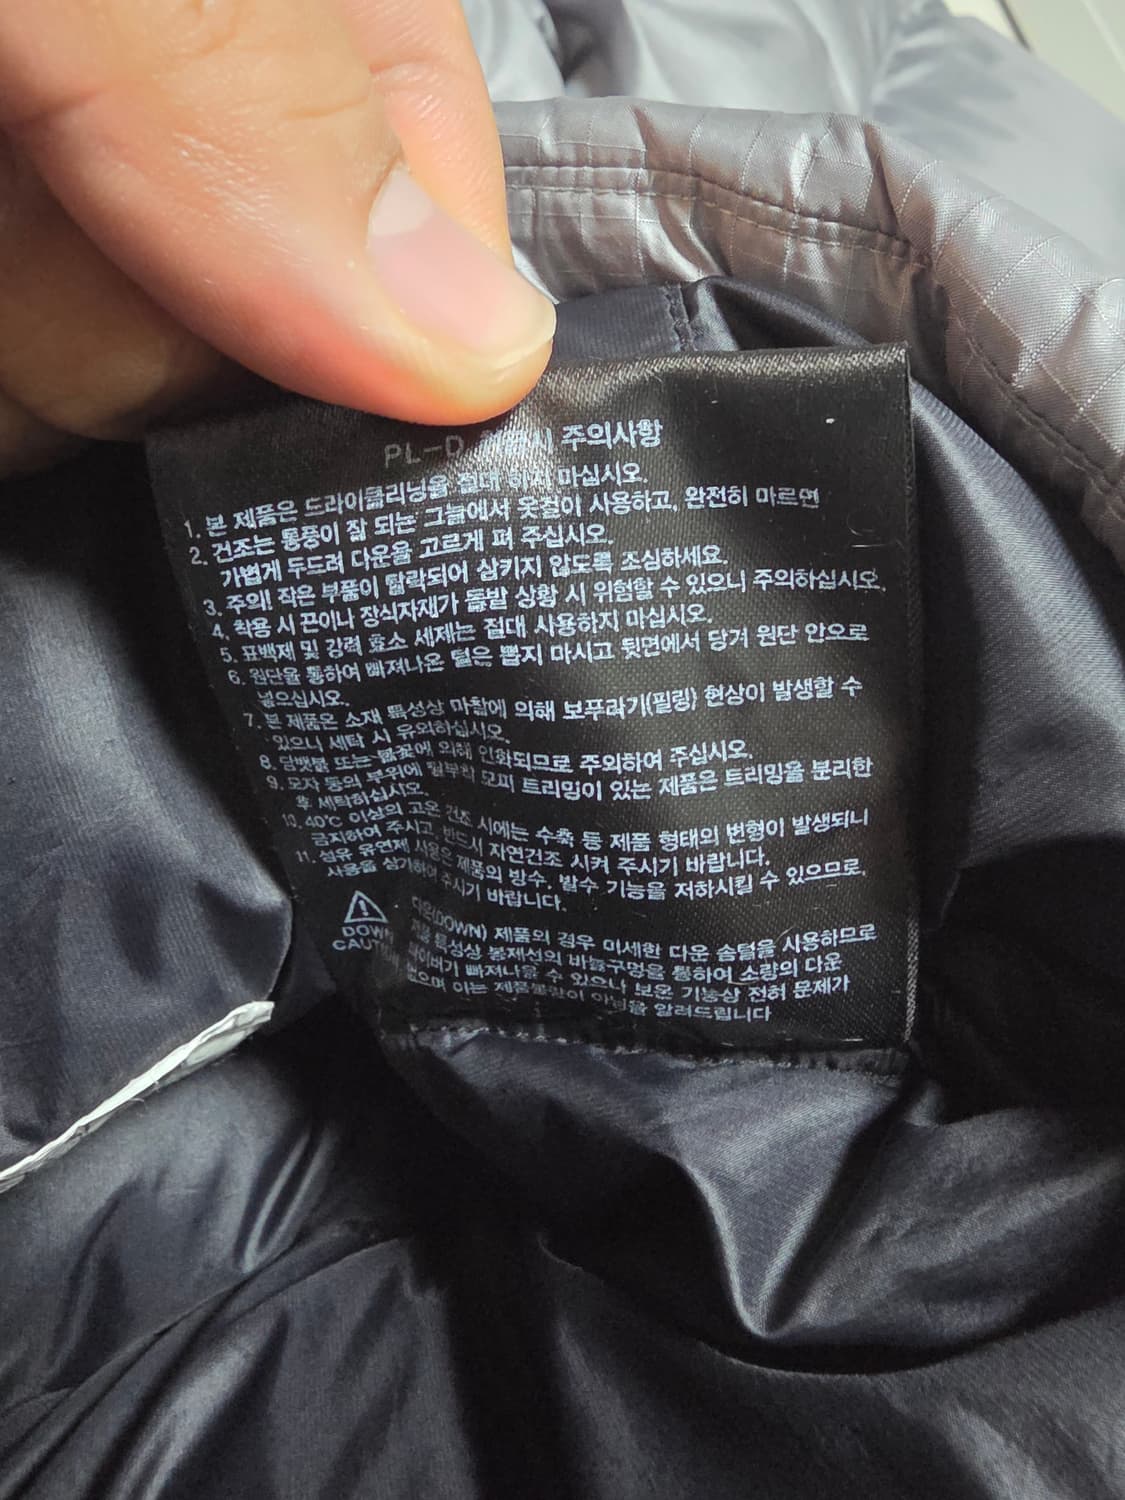 PL-D 주의사항
1. 본 제품은 드라이클리닝을 절대 하지 마십시오.
2. 건조는 통풍이 잘 되는 그늘에서 옷걸이 사용하고, 완전히 마르면
가볍게 두드려 다운을 고르게 펴 주십시오.
3. 주의! 작은 부품이 탈락되어 삼키지 않도록 조심하세요.
4. 착용 시 끈이나 장식자재가 돌발 상황 시 위험할 수 있으니 주의하십시오.
5. 표백제 및 강력 효소 세제는 절대 사용하지 마십시오.
6. 원단을 통하여 빠져나온 털은 뽑지 마시고 뒷면에서 당겨 원단 안으로
넣으십시오.
7. 본 제품은 소재 특성상 마찰에 의해 보푸라기(필링) 현상이 발생할 수
있으니 세탁 시 유의하십시오.
8. 담뱃불 또는 불꽃에 의해 인화되므로 주의하여 주십시오.
9. 모자 등의 부위에 탈부착 모피 트리밍이 있는 제품은 트리밍을 분리한
후 세탁하십시오.
10. 40℃ 이상의 고온 건조 시에는 수축 등 제품 형태의 변형이 발생되니
금지하여 주시고, 반드시 자연건조 시켜 주시기 바랍니다.
11. 섬유 유연제 사용은 제품의 방수, 발수 기능을 저하시킬 수 있으므로,
사용을 삼가하여 주시기 바랍니다.
DOWN
CAUTION
다운(DOWN) 제품의 경우 미세한 다운 솜털을 사용하므로
제품 특성상 봉제선의 바늘구멍을 통하여 소량의 다운
파이버가 빠져나올 수 있으나 보온 기능상 전혀 문제가
없으며 이는 제품불량이 아님을 알려드립니다